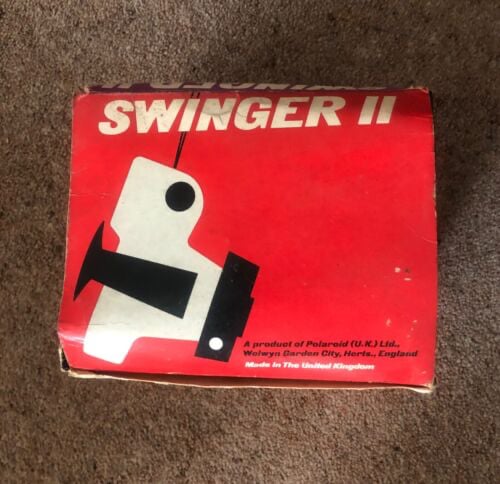 SWINGER II
A product of Polaroid (U.K.) Ltd.,
Welwyn Garden City, Herts., England
Made in The United Kingdom